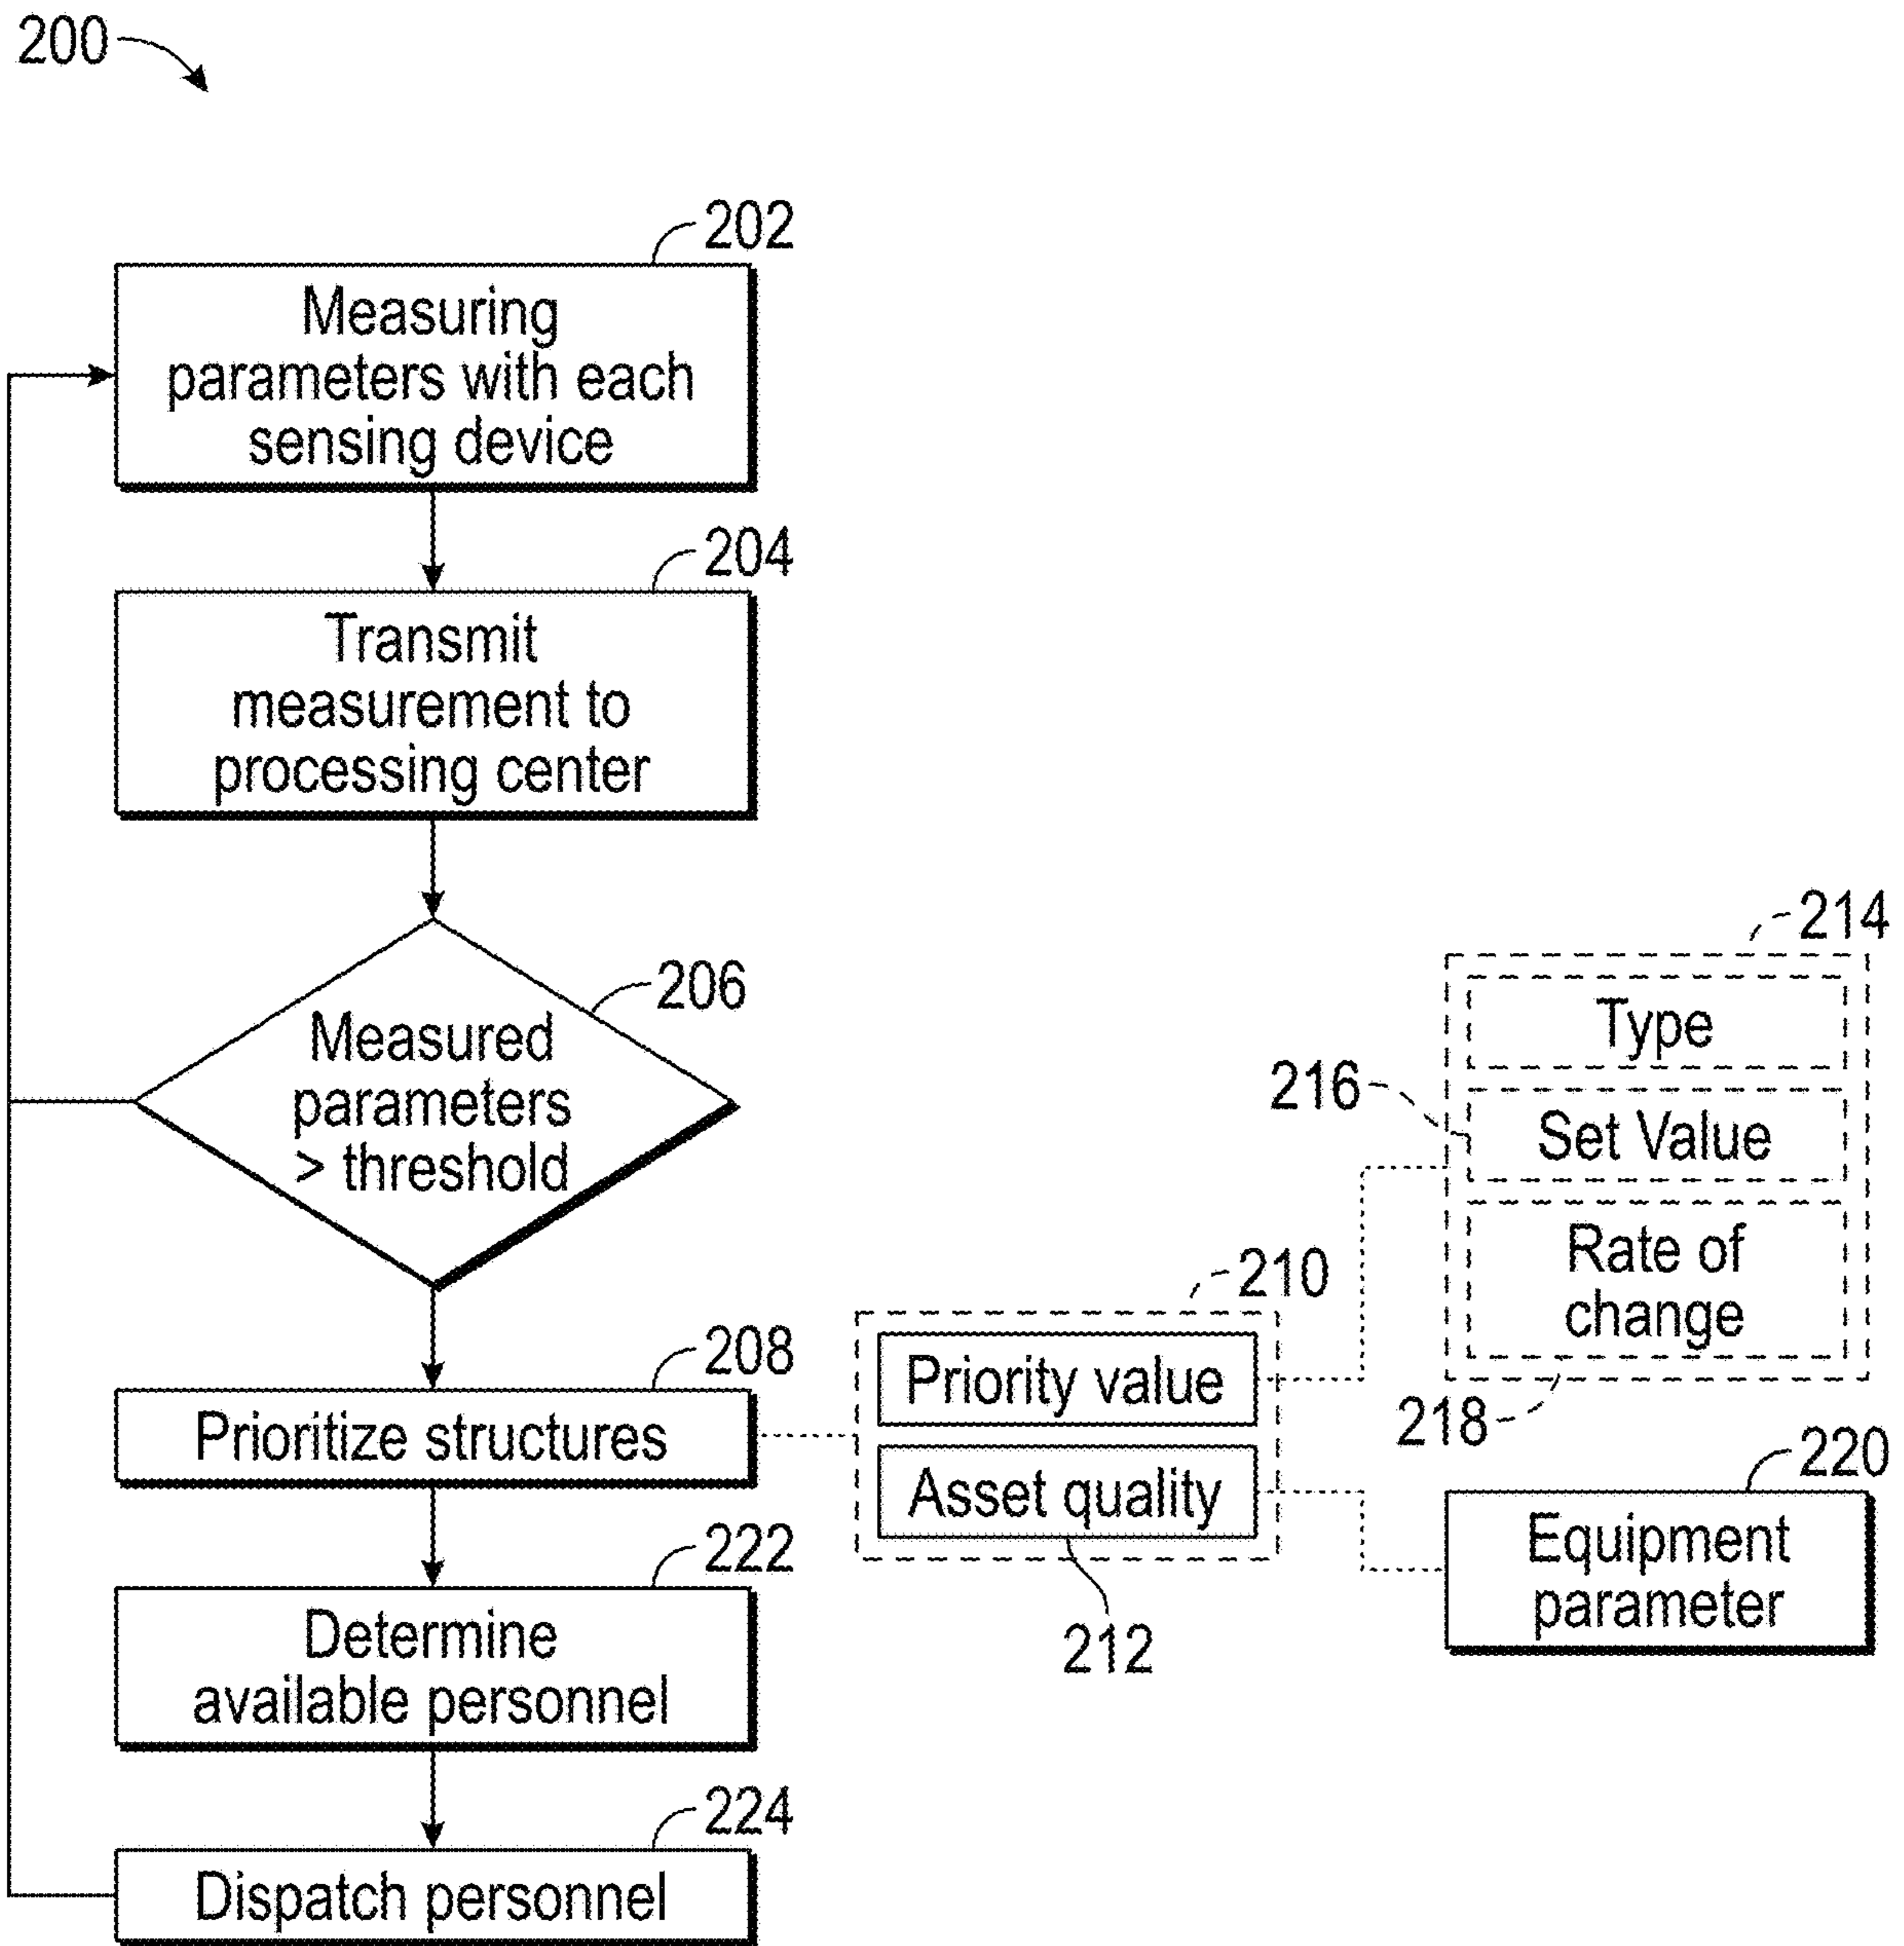 200
202
Measuring
parameters with each
sensing device
204
Transmit
measurement to
processing center
206
Measured
parameters
> threshold
208
Prioritize structures
210
Priority value
Asset quality
212
214
Type
216
Set Value
Rate of
change
218
220
Equipment
parameter
222
Determine
available personnel
224
Dispatch personnel